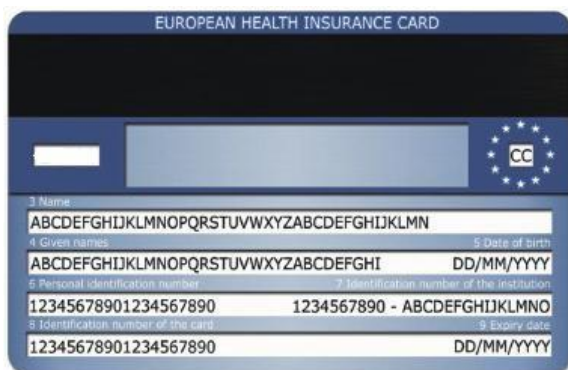 EUROPEAN HEALTH INSURANCE CARD
CC
3 Name
ABCDEFGHIJKLMNOPQRSTUVWXYZABCDEFGHIJKLMN
4 Given names 5 Date of birth
ABCDEFGHIJKLMNOPQRSTUVWXYZABCDEFGHI DD/MM/YYYY
6 Personal identification number 7 Identification number of the institution
12345678901234567890 1234567890 - ABCDEFGHIJKLMNO
8 Identification number of the card 9 Expiry date
12345678901234567890 DD/MM/YYYY